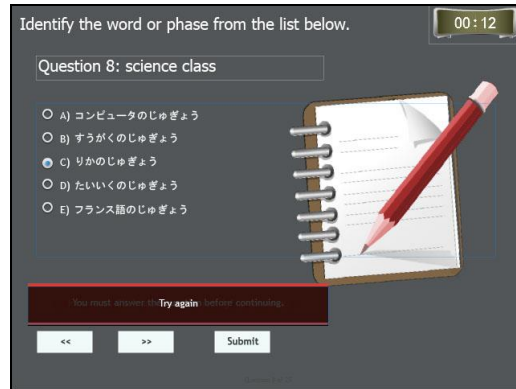 Identify the word or phase from the list below.
00:12
Question 8: science class
A) コンピュータのじゅぎょう
B) すうがくのじゅぎょう
C) りかのじゅぎょう
D) たいいくのじゅぎょう
E) フランス語のじゅぎょう
You must answer the Try again before continuing.
<<
>>
Submit